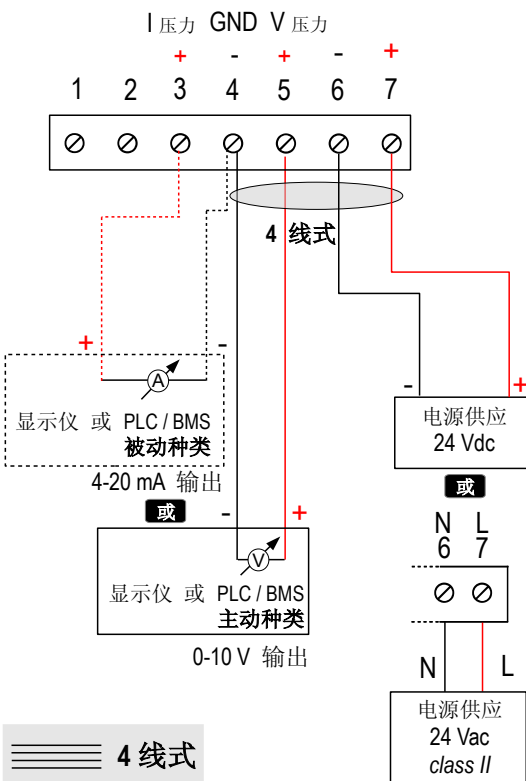 I 压力 GND V 压力
+ - + - +
1 2 3 4 5 6 7
4 线式
+ -
A
显示仪 或 PLC / BMS
被动种类
4-20 mA 输出
或
- +
V
显示仪 或 PLC / BMS
主动种类
0-10 V 输出
- +
电源供应
24 Vdc
或
N L
6 7
N L
电源供应
24 Vac
class II
4 线式